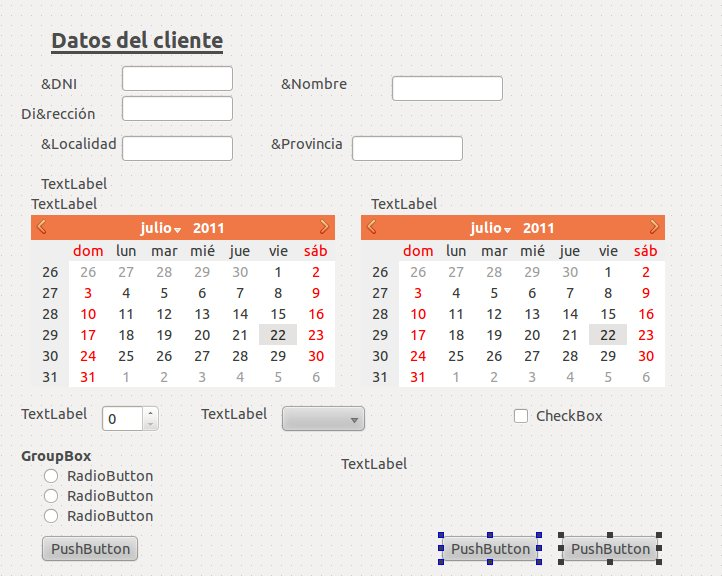 Datos del cliente
&DNI &Nombre
Di&rección
&Localidad &Provincia
TextLabel
TextLabel TextLabel
julio 2011 julio 2011
dom lun mar mié jue vie sáb dom lun mar mié jue vie sáb
26 26 27 28 29 30 1 2 26 26 27 28 29 30 1 2
27 3 4 5 6 7 8 9 27 3 4 5 6 7 8 9
28 10 11 12 13 14 15 16 28 10 11 12 13 14 15 16
29 17 18 19 20 21 22 23 29 17 18 19 20 21 22 23
30 24 25 26 27 28 29 30 30 24 25 26 27 28 29 30
31 31 1 2 3 4 5 6 31 31 1 2 3 4 5 6
TextLabel 0 TextLabel CheckBox
GroupBox
TextLabel
RadioButton
RadioButton
RadioButton
PushButton PushButton PushButton